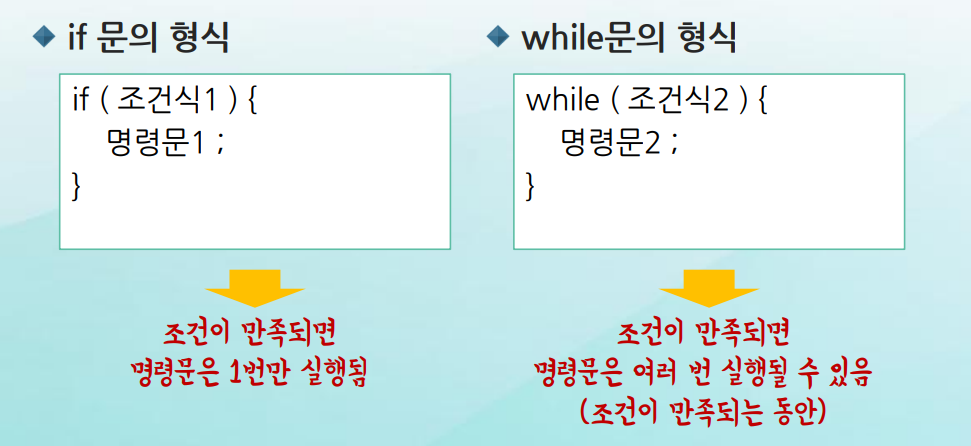 if 문의 형식
if ( 조건식1 ) {
명령문1 ;
}
조건이 만족되면
명령문은 1번만 실행됨
while문의 형식
while ( 조건식2 ) {
명령문2 ;
}
조건이 만족되면
명령문은 여러 번 실행될 수 있음
(조건이 만족되는 동안)